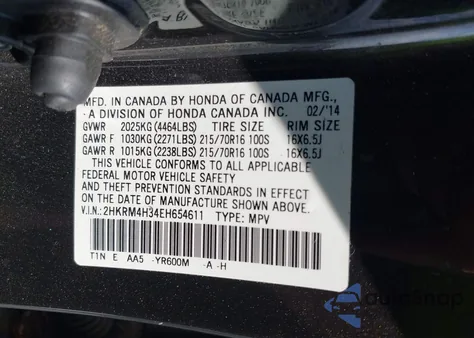 MFD. IN CANADA BY HONDA OF CANADA MFG.,
A DIVISION OF HONDA CANADA INC. 02/'14
GVWR 2025KG(4464LBS) TIRE SIZE RIM SIZE
GAWR F 1030KG(2271LBS) 215/70R16 100S 16X6.5J
GAWR R 1015KG(2238LBS) 215/70R16 100S 16X6.5J
THIS VEHICLE CONFORMS TO ALL APPLICABLE
FEDERAL MOTOR VEHICLE SAFETY
AND THEFT PREVENTION STANDARDS IN EFFECT
ON THE DATE OF MANUFACTURE SHOWN ABOVE.
V.I.N.: 2HKRM4H34EH654611 TYPE: MPV
T1N E AA5 -YR600M -A -H